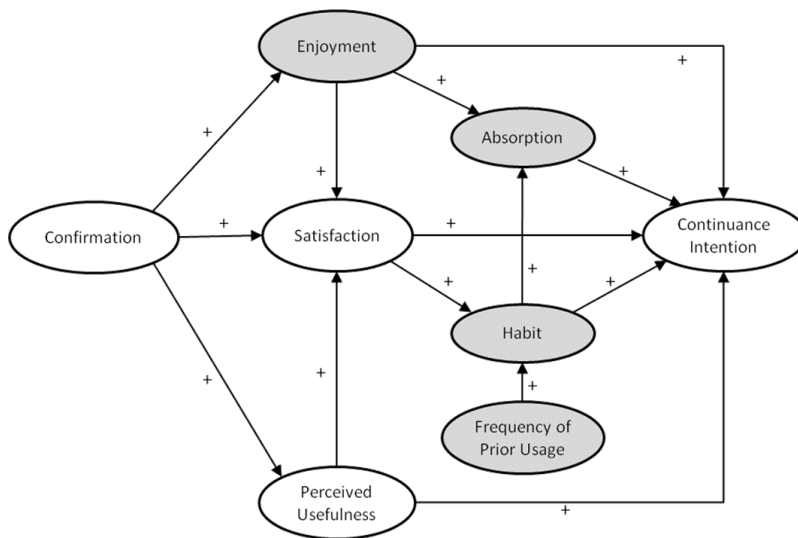 Enjoyment
+
+
+
Absorption
+
+
+
Confirmation
+
Satisfaction
+
Continuance
Intention
+
+
+
Habit
+
+
+
Frequency of
Prior Usage
Perceived
Usefulness
+